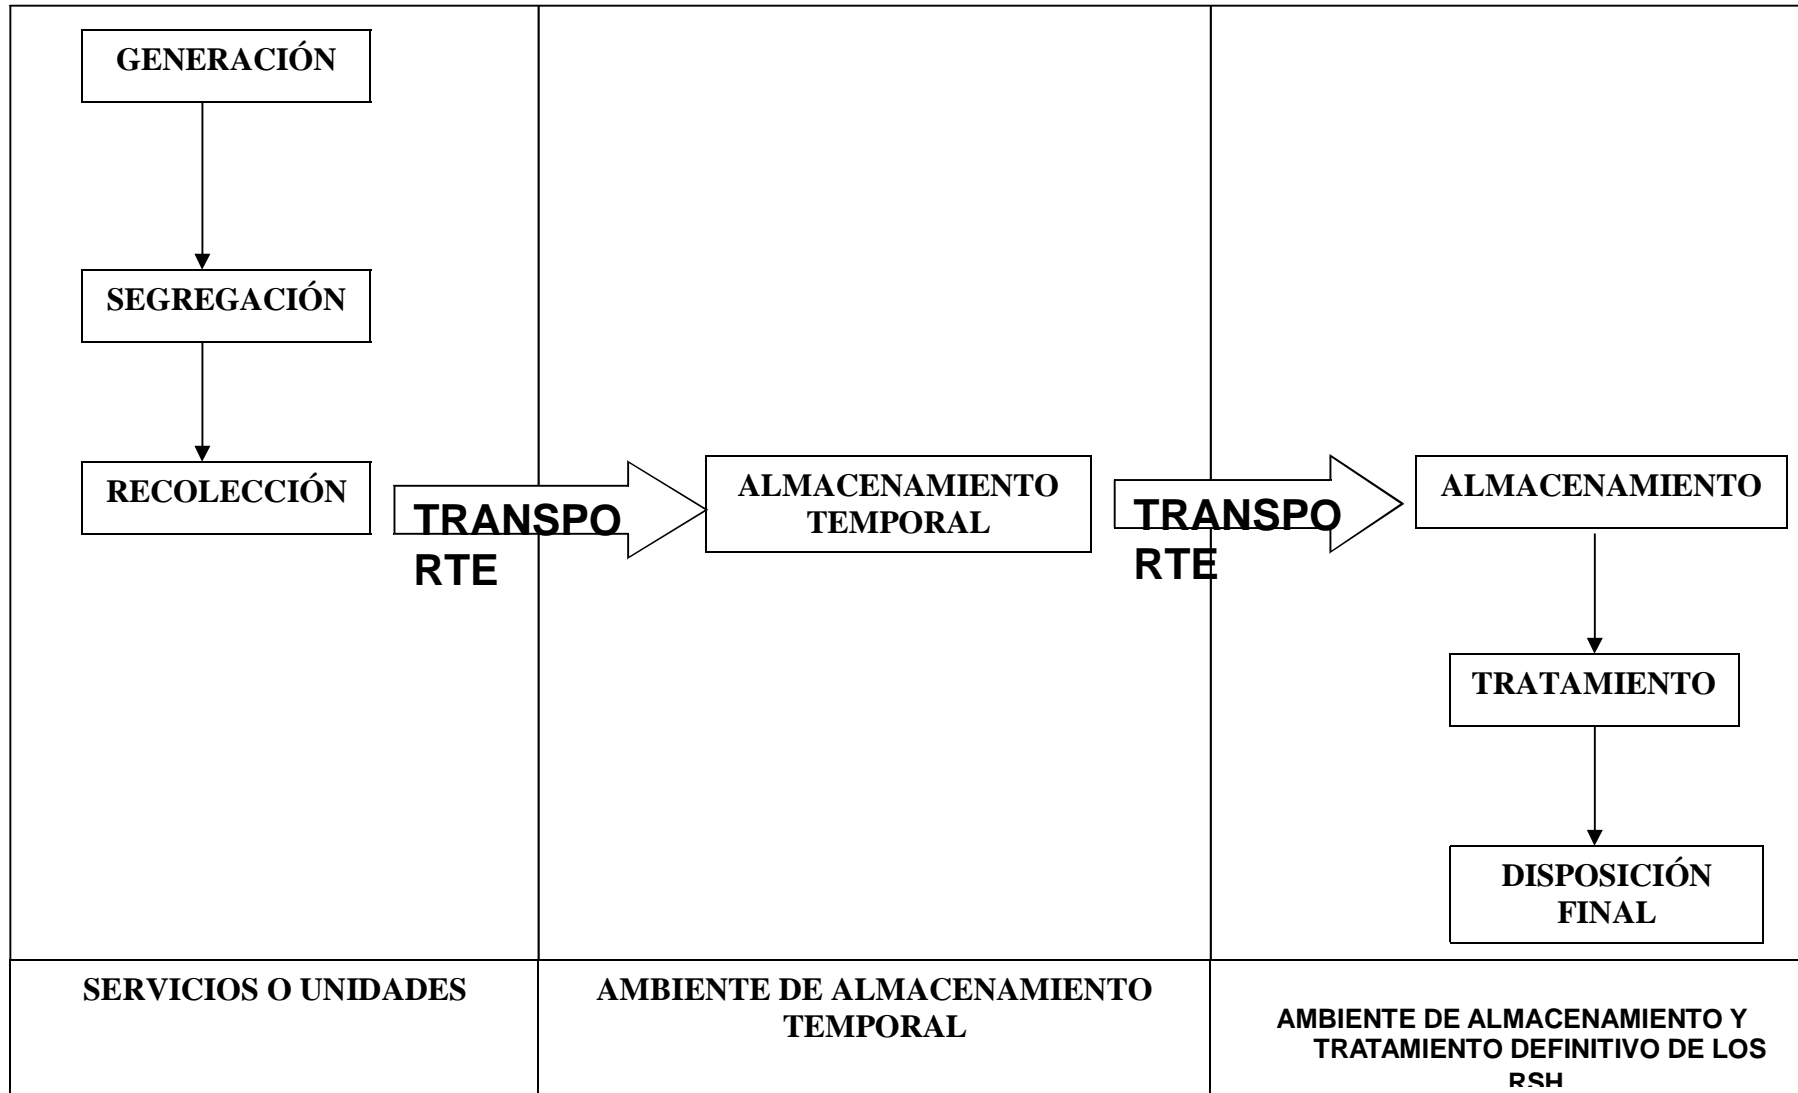 GENERACIÓN
SEGREGACIÓN
RECOLECCIÓN
TRANSPO
RTE
ALMACENAMIENTO
TEMPORAL
TRANSPO
RTE
ALMACENAMIENTO
TRATAMIENTO
DISPOSICIÓN
FINAL
SERVICIOS O UNIDADES
AMBIENTE DE ALMACENAMIENTO
TEMPORAL
AMBIENTE DE ALMACENAMIENTO Y
TRATAMIENTO DEFINITIVO DE LOS
RSH